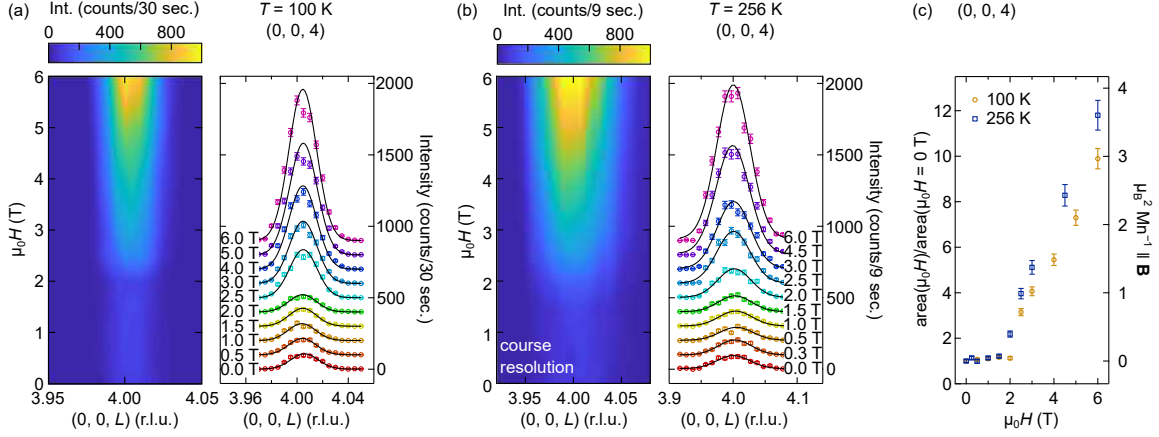 (a) Int. (counts/30 sec.)
0 400 800
T = 100 K
(0, 0, 4)
6
5
4
3
2
1
0
μ₀H (T)
3.95 4.00 4.05
(0, 0, L) (r.l.u.)
6.0 T
5.0 T
4.0 T
3.0 T
2.5 T
2.0 T
1.5 T
1.0 T
0.5 T
0.0 T
3.96 4.00 4.04
(0, 0, L) (r.l.u.)
2000
1500
1000
500
0
Intensity (counts/30 sec.)
(b) Int. (counts/9 sec.)
0 400 800
T = 256 K
(0, 0, 4)
6
5
4
3
2
1
0
μ₀H (T)
course
resolution
3.95 4.00 4.05
(0, 0, L) (r.l.u.)
6.0 T
4.5 T
3.0 T
2.5 T
2.0 T
1.5 T
1.0 T
0.5 T
0.3 T
0.0 T
3.9 4.0 4.1
(0, 0, L) (r.l.u.)
2000
1500
1000
500
0
Intensity (counts/9 sec.)
(c) (0, 0, 4)
100 K
256 K
12
10
8
6
4
2
0
area(μ₀H)/area(μ₀H = 0 T)
0 2 4 6
μ₀H (T)
4
3
2
1
0
μB² Mn⁻¹ ∥ B